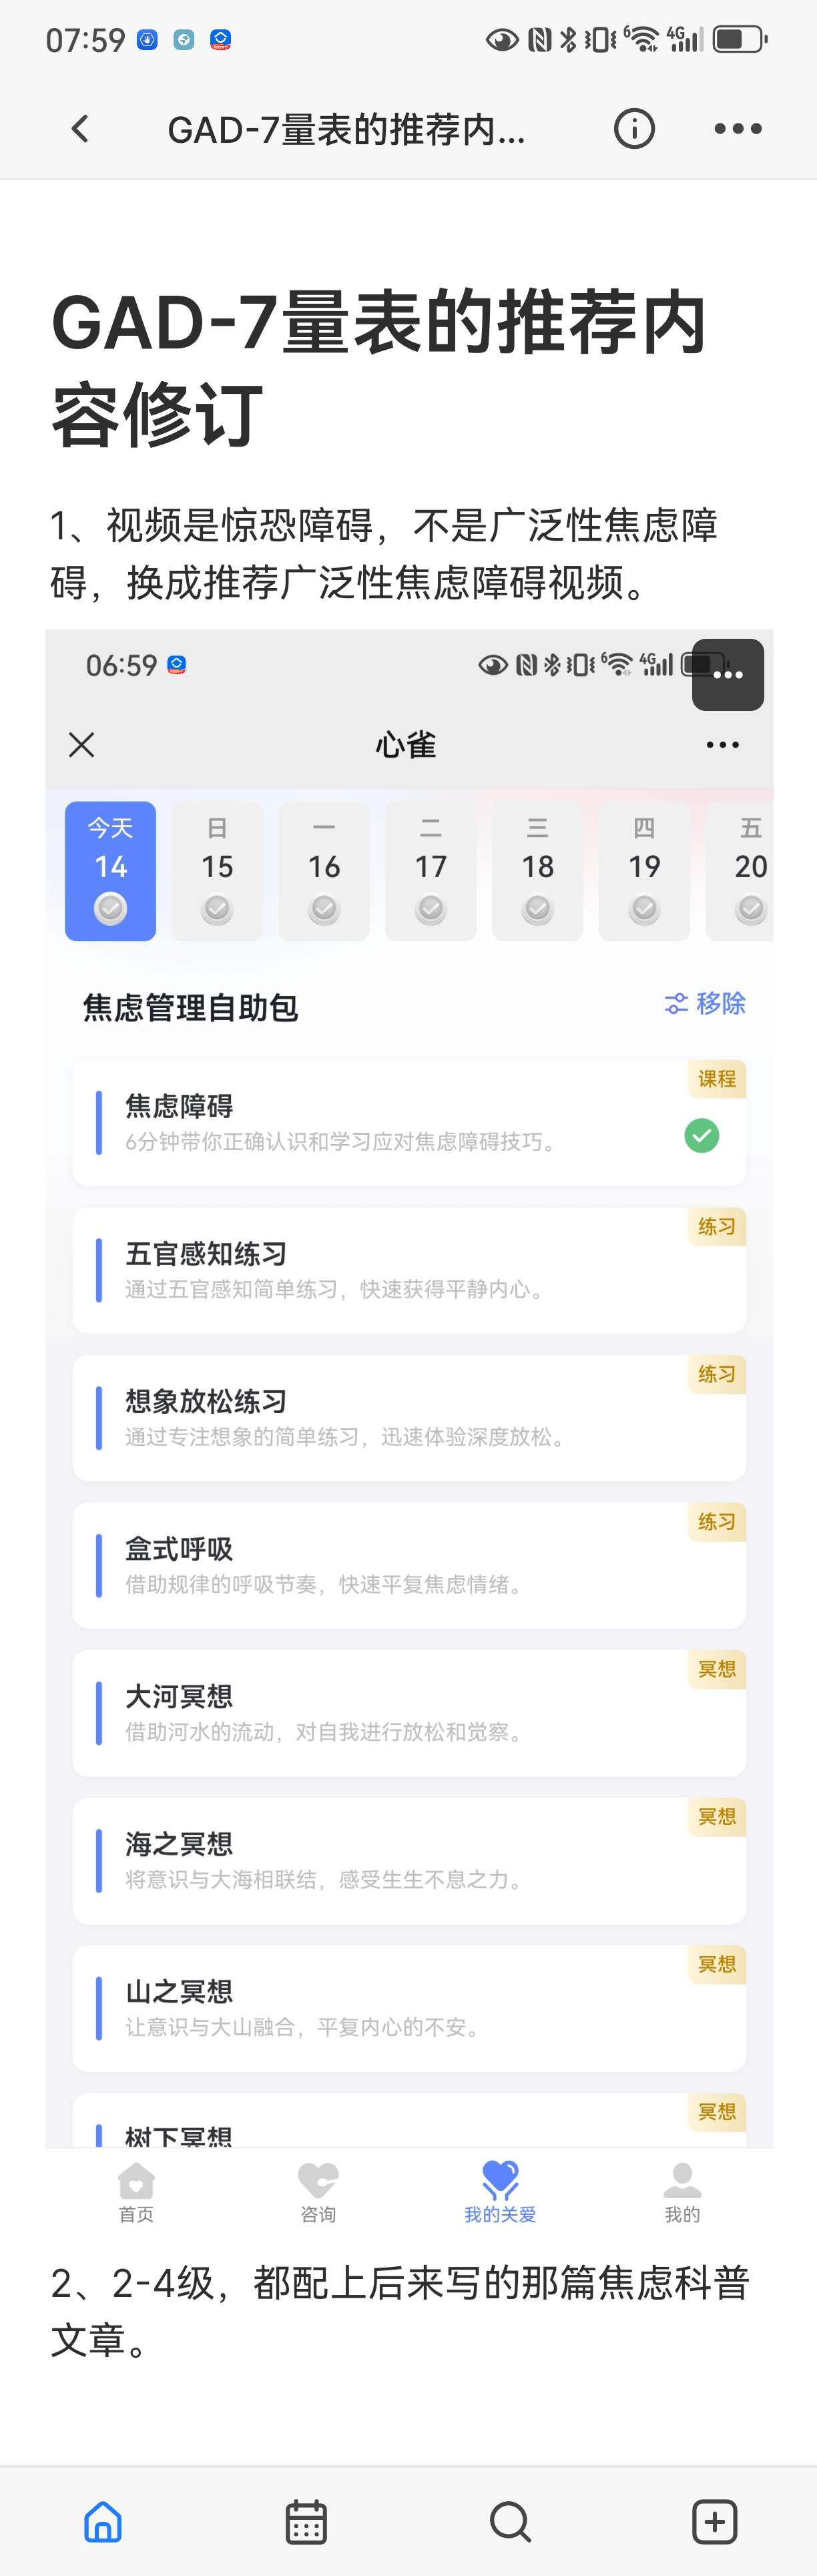 07:59
6 4G
GAD-7量表的推荐内...
GAD-7量表的推荐内
容修订
1、视频是惊恐障碍，不是广泛性焦虑障
碍，换成推荐广泛性焦虑障碍视频。
06:59
6 4G
心雀
今天 日 一 二 三 四 五
14 15 16 17 18 19 20
焦虑管理自助包 移除
课程
焦虑障碍
6分钟带你正确认识和学习应对焦虑障碍技巧。
练习
五官感知练习
通过五官感知简单练习，快速获得平静内心。
练习
想象放松练习
通过专注想象的简单练习，迅速体验深度放松。
练习
盒式呼吸
借助规律的呼吸节奏，快速平复焦虑情绪。
冥想
大河冥想
借助河水的流动，对自我进行放松和觉察。
冥想
海之冥想
将意识与大海相联结，感受生生不息之力。
冥想
山之冥想
让意识与大山融合，平复内心的不安。
冥想
树下冥想
首页 咨询 我的关爱 我的
2、2-4级，都配上后来写的那篇焦虑科普
文章。